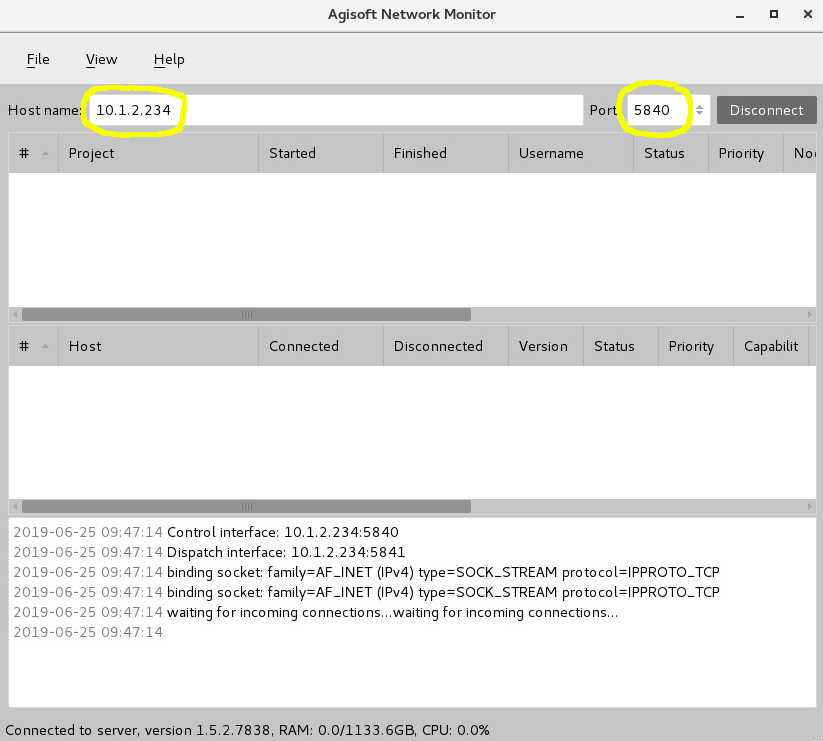 Agisoft Network Monitor
File View Help
Host name: 10.1.2.234 Port 5840 Disconnect
# Project Started Finished Username Status Priority
# Host Connected Disconnected Version Status Priority Capabilit
2019-06-25 09:47:14 Control interface: 10.1.2.234:5840
2019-06-25 09:47:14 Dispatch interface: 10.1.2.234:5841
2019-06-25 09:47:14 binding socket: family=AF_INET (IPv4) type=SOCK_STREAM protocol=IPPROTO_TCP
2019-06-25 09:47:14 binding socket: family=AF_INET (IPv4) type=SOCK_STREAM protocol=IPPROTO_TCP
2019-06-25 09:47:14 waiting for incoming connections...waiting for incoming connections...
2019-06-25 09:47:14
Connected to server, version 1.5.2.7838, RAM: 0.0/1133.6GB, CPU: 0.0%